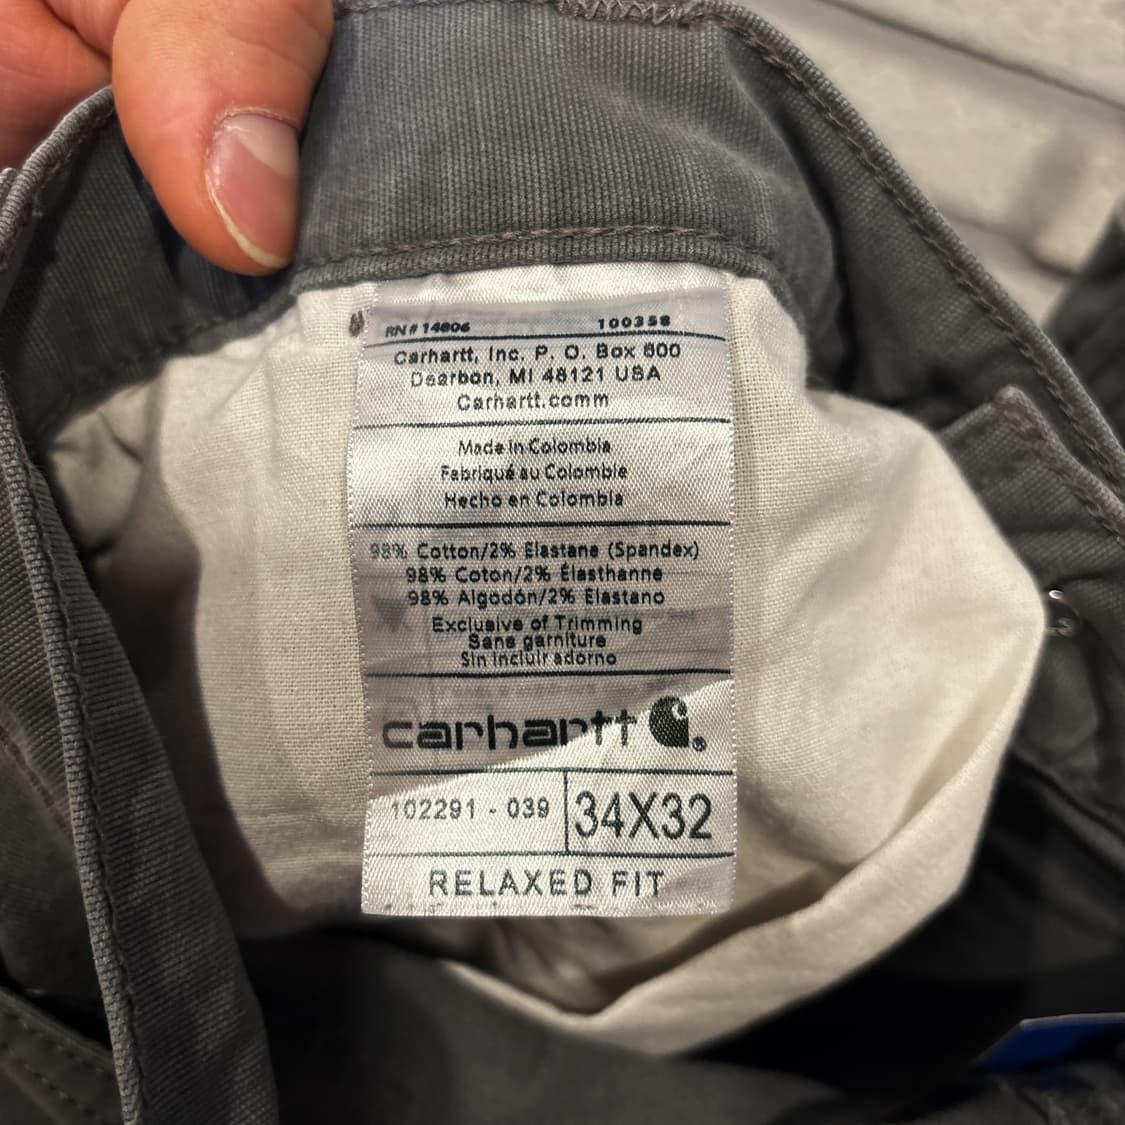 RN # 14806 100358
Carhartt, Inc. P. O. Box 600
Dearbon, MI 48121 USA
Carhartt.comm
Made in Colombia
Fabriqué au Colombie
Hecho en Colombia
98% Cotton/2% Elastane (Spandex)
98% Coton/2% Élasthanne
98% Algodón/2% Elastano
Exclusive of Trimming
Sans garniture
Sin incluir adorno
carhartt
102291 - 039 34X32
RELAXED FIT